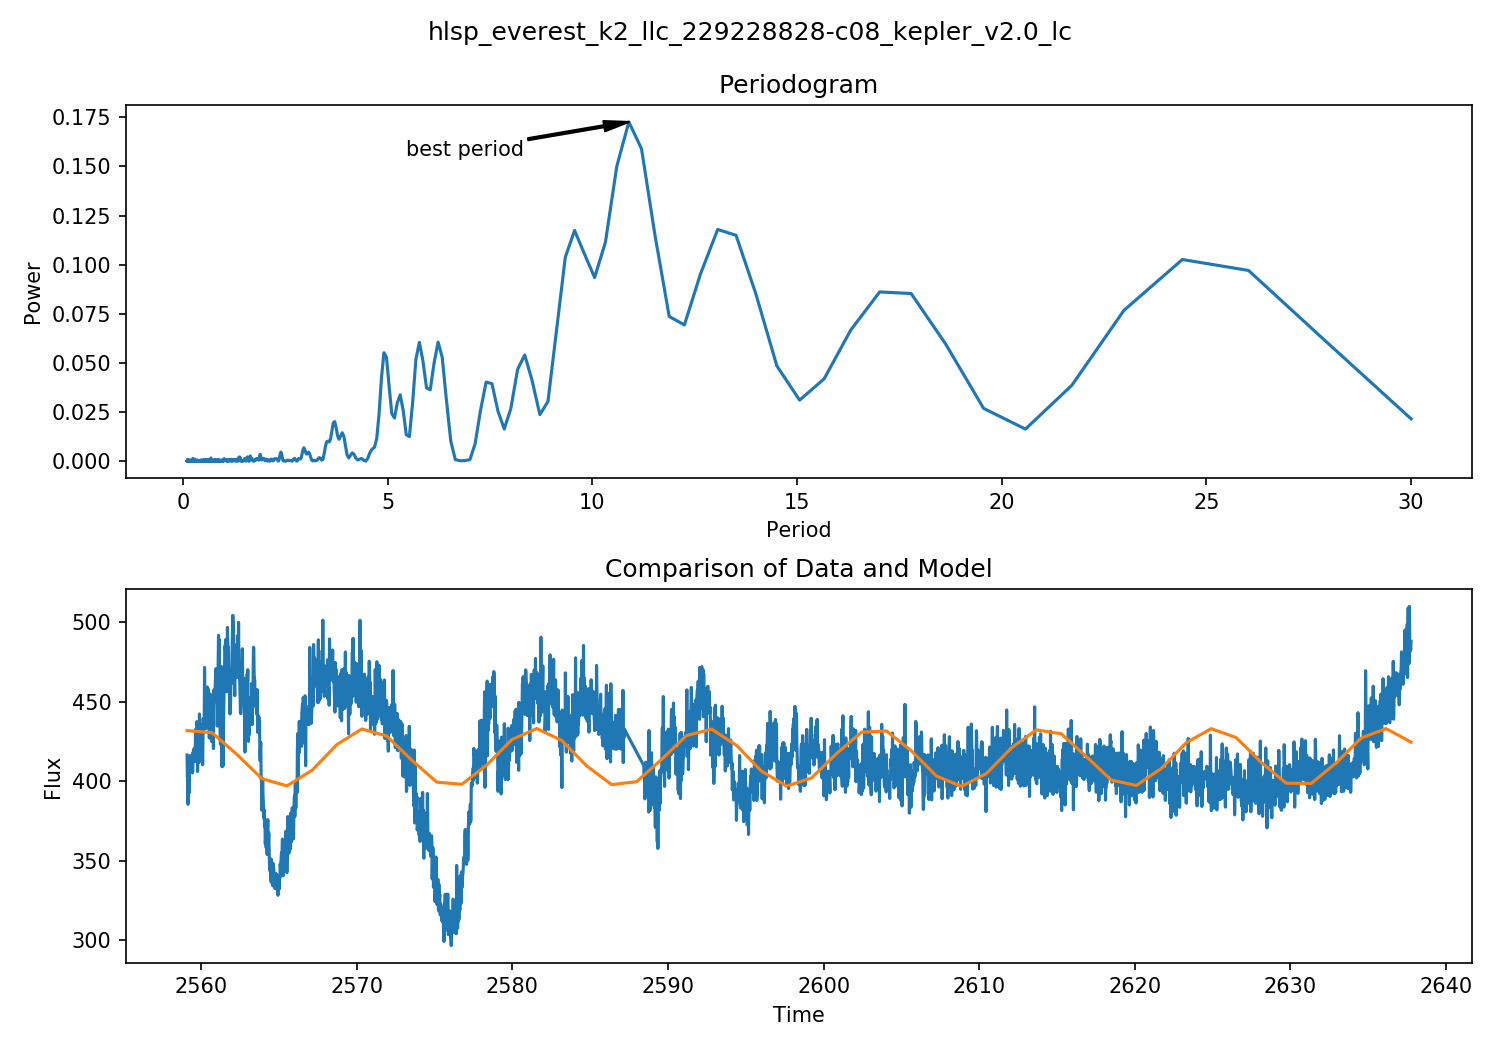 hlsp_everest_k2_llc_229228828-c08_kepler_v2.0_lc
Periodogram
0.175
0.150
0.125
0.100
0.075
0.050
0.025
0.000
Power
best period
0 5 10 15 20 25 30
Period
Comparison of Data and Model
500
450
400
350
300
Flux
2560 2570 2580 2590 2600 2610 2620 2630 2640
Time